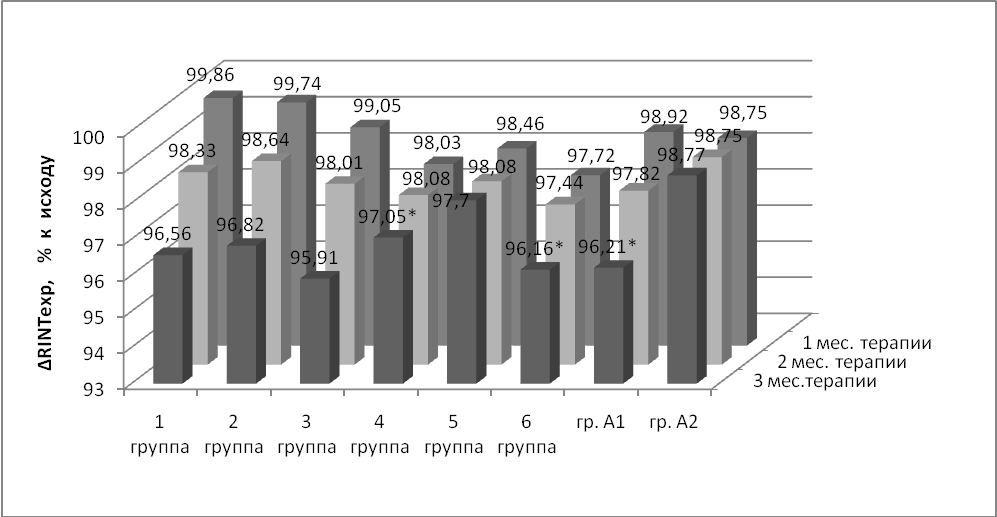 99,86
99,74
99,05
98,03
98,46
97,72
98,92
98,75
98,33
98,64
98,01
98,08
98,08
97,44
97,82
98,75
96,56
96,82
95,91
97,05*
97,7
96,16*
96,21*
98,77
ΔRINTexp, % к исходу
100
99
98
97
96
95
94
93
1 мес. терапии
2 мес. терапии
3 мес.терапии
1 группа
2 группа
3 группа
4 группа
5 группа
6 группа
гр. А1
гр. А2